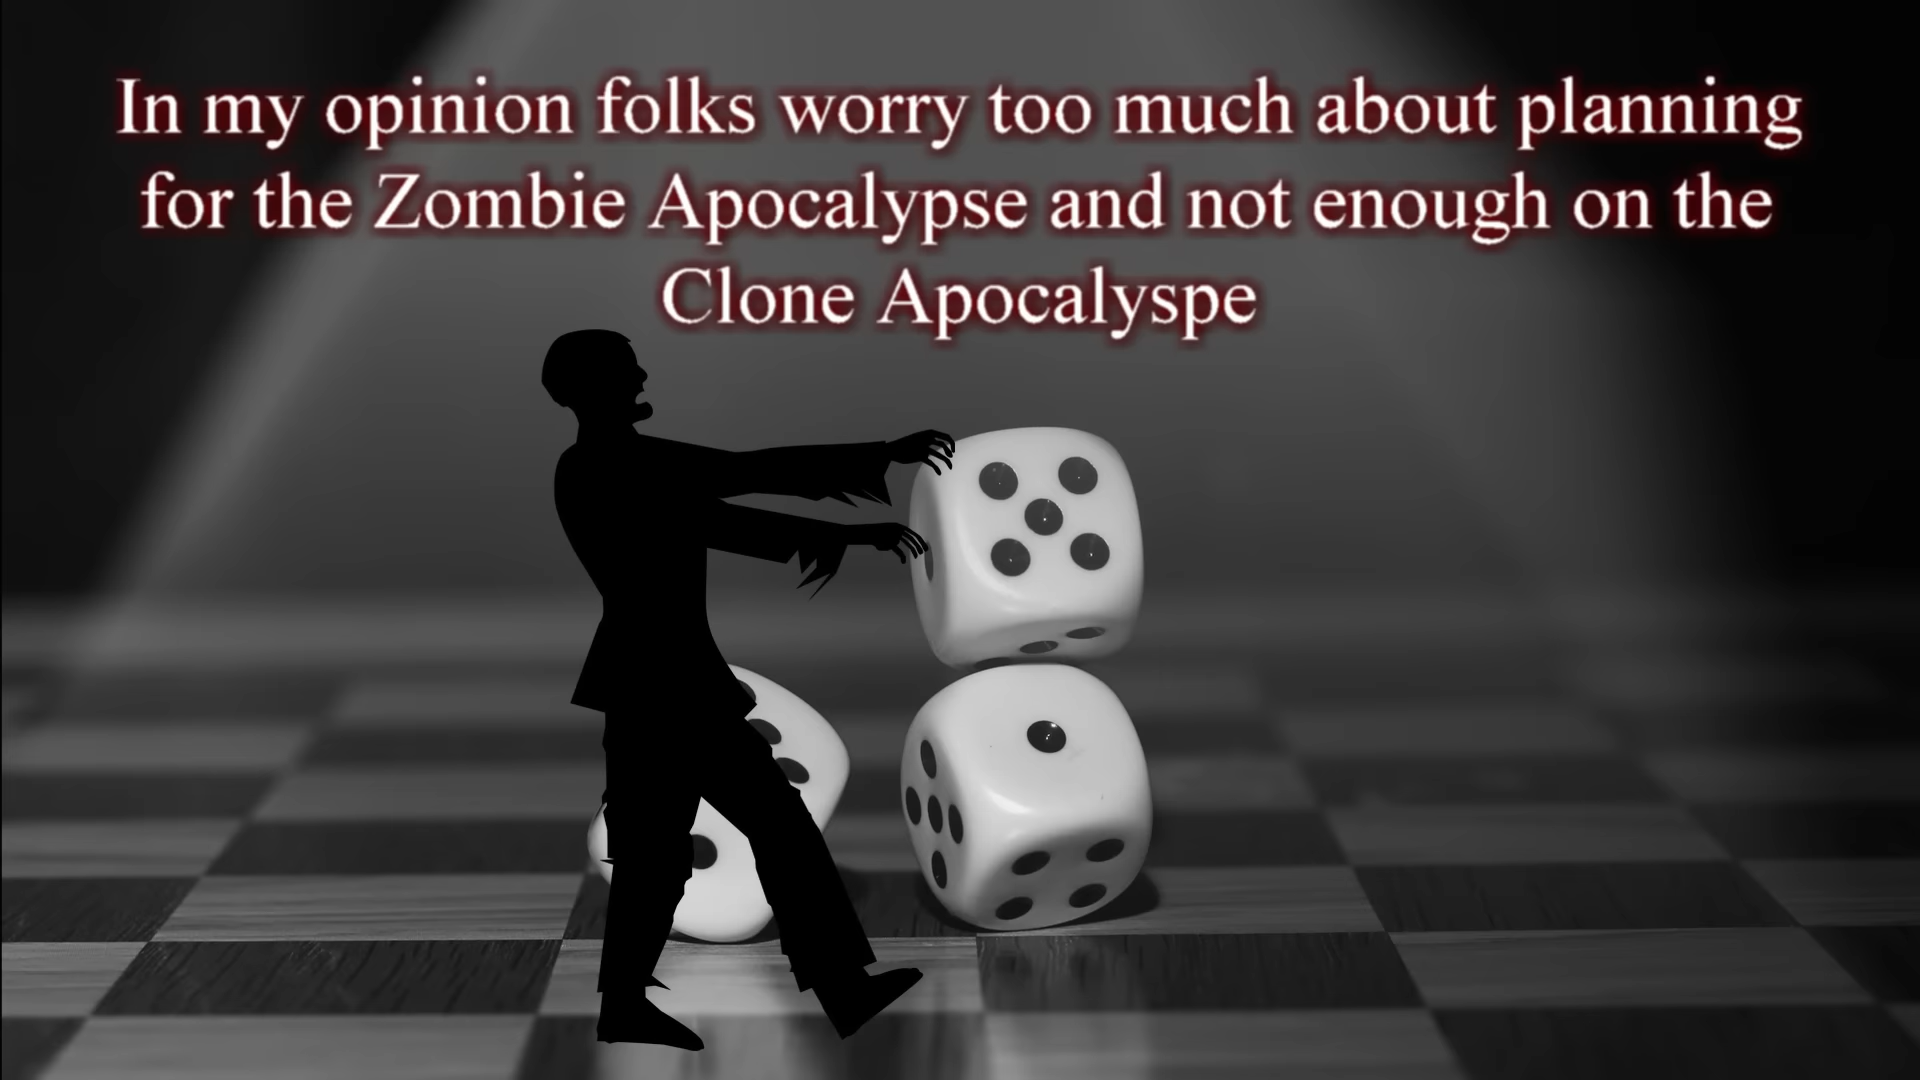 In my opinion folks worry too much about planning
for the Zombie Apocalypse and not enough on the
Clone Apocalyspe